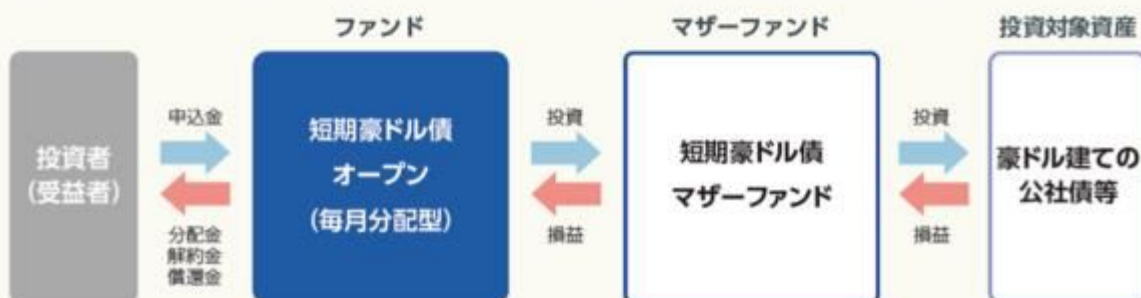 ファンド
マザーファンド
投資対象資産
投資者
(受益者)
申込金
分配金
解約金
償還金
短期豪ドル債
オープン
(毎月分配型)
投資
損益
短期豪ドル債
マザーファンド
投資
損益
豪ドル建ての
公社債等